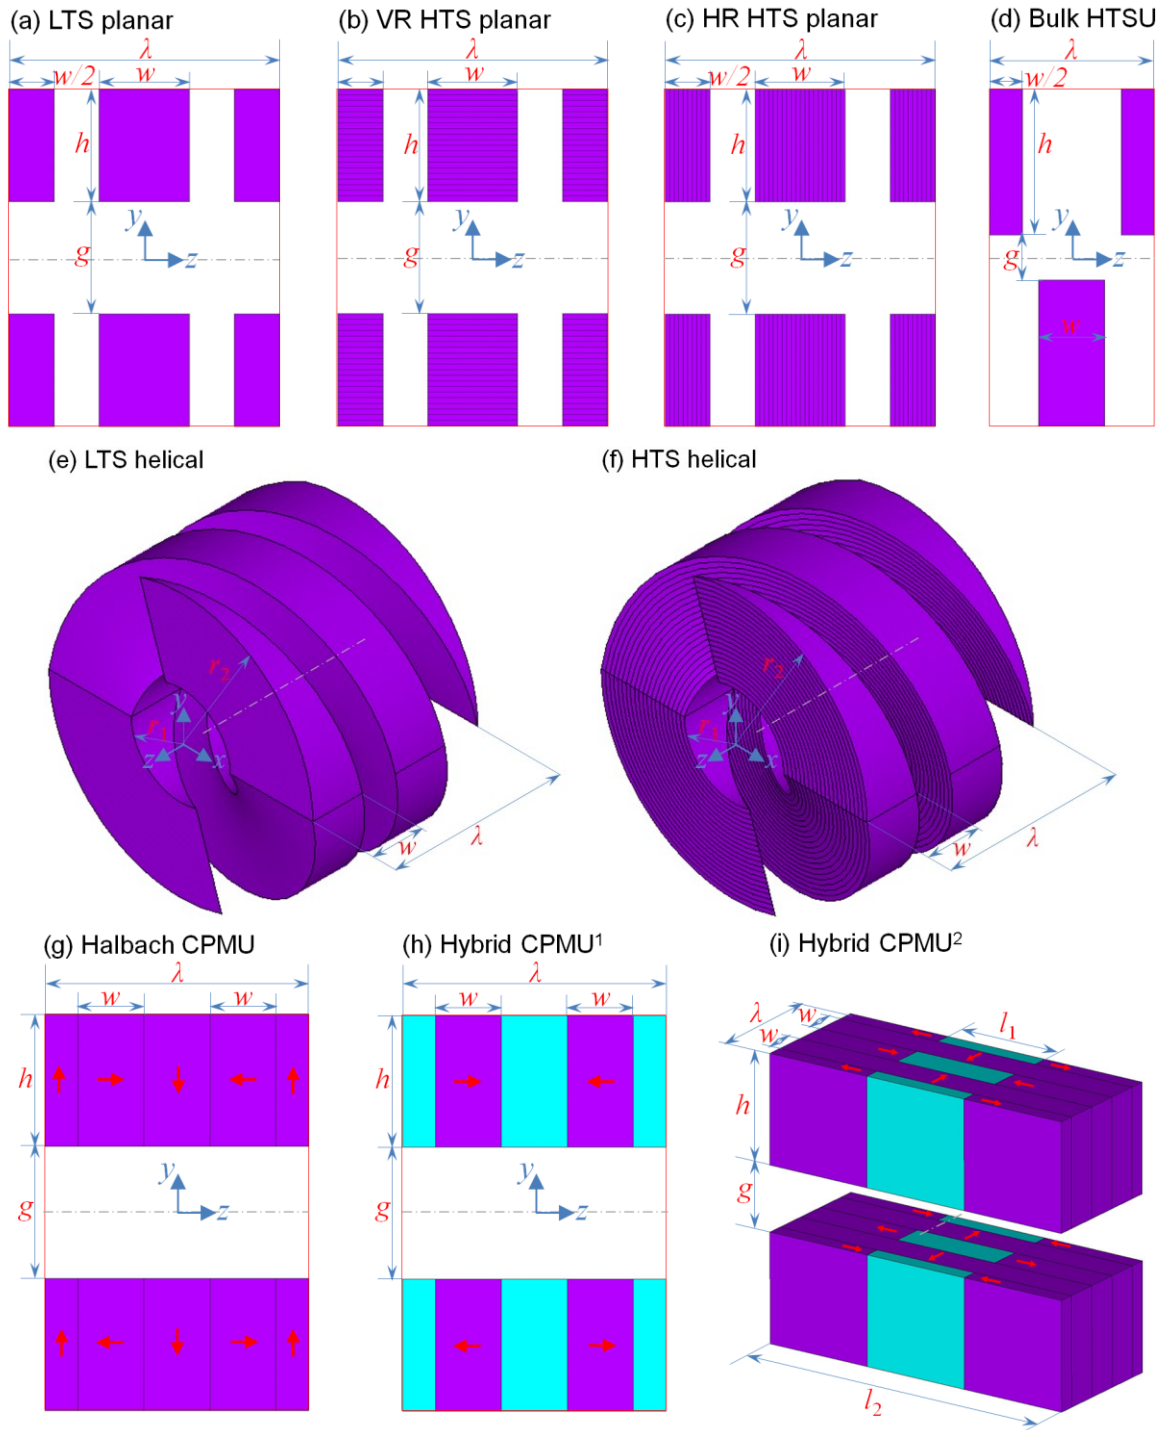 (a) LTS planar
(b) VR HTS planar
(c) HR HTS planar
(d) Bulk HTSU
λ
λ
λ
λ
w/2
w
w
w/2
w
w/2
h
h
h
h
y
y
y
y
g
z
g
z
g
z
g
z
w
(e) LTS helical
(f) HTS helical
r₂
r₂
y
y
r₁
r₁
z
x
z
x
w
λ
w
λ
(g) Halbach CPMU
(h) Hybrid CPMU¹
(i) Hybrid CPMU²
λ
λ
w
w
w
w
λ
w
w
l₁
h
h
h
y
y
g
z
g
z
g
l₂